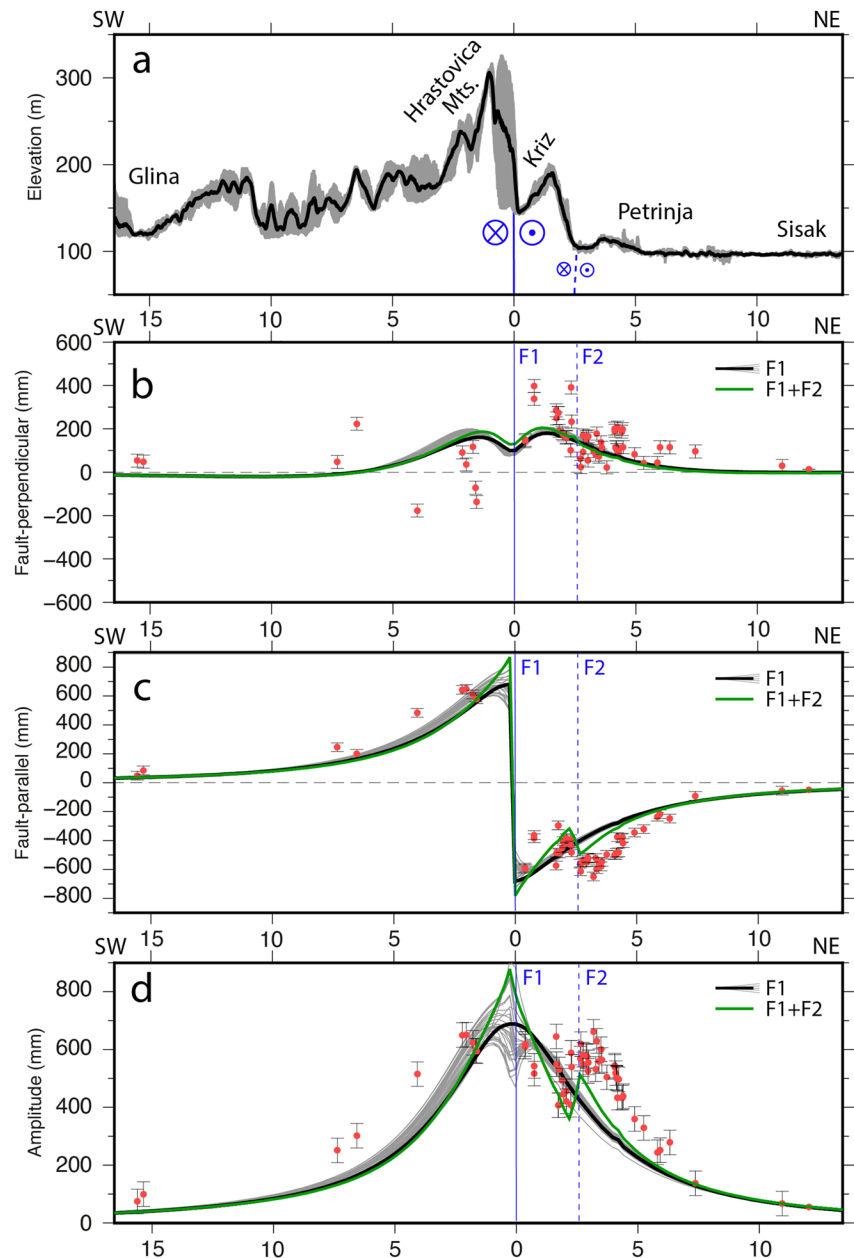 SW NE
a
Elevation (m)
300
200
100
Glina
Hrastovica
Mts.
Kriz
Petrinja
Sisak
15 10 5 0 5 10
SW NE
b
Fault-perpendicular (mm)
600
400
200
0
−200
−400
−600
F1 F2
F1
F1+F2
15 10 5 0 5 10
SW NE
c
Fault-parallel (mm)
800
600
400
200
0
−200
−400
−600
−800
F1 F2
F1
F1+F2
15 10 5 0 5 10
SW NE
d
Amplitude (mm)
800
600
400
200
0
F1 F2
F1
F1+F2
15 10 5 0 5 10